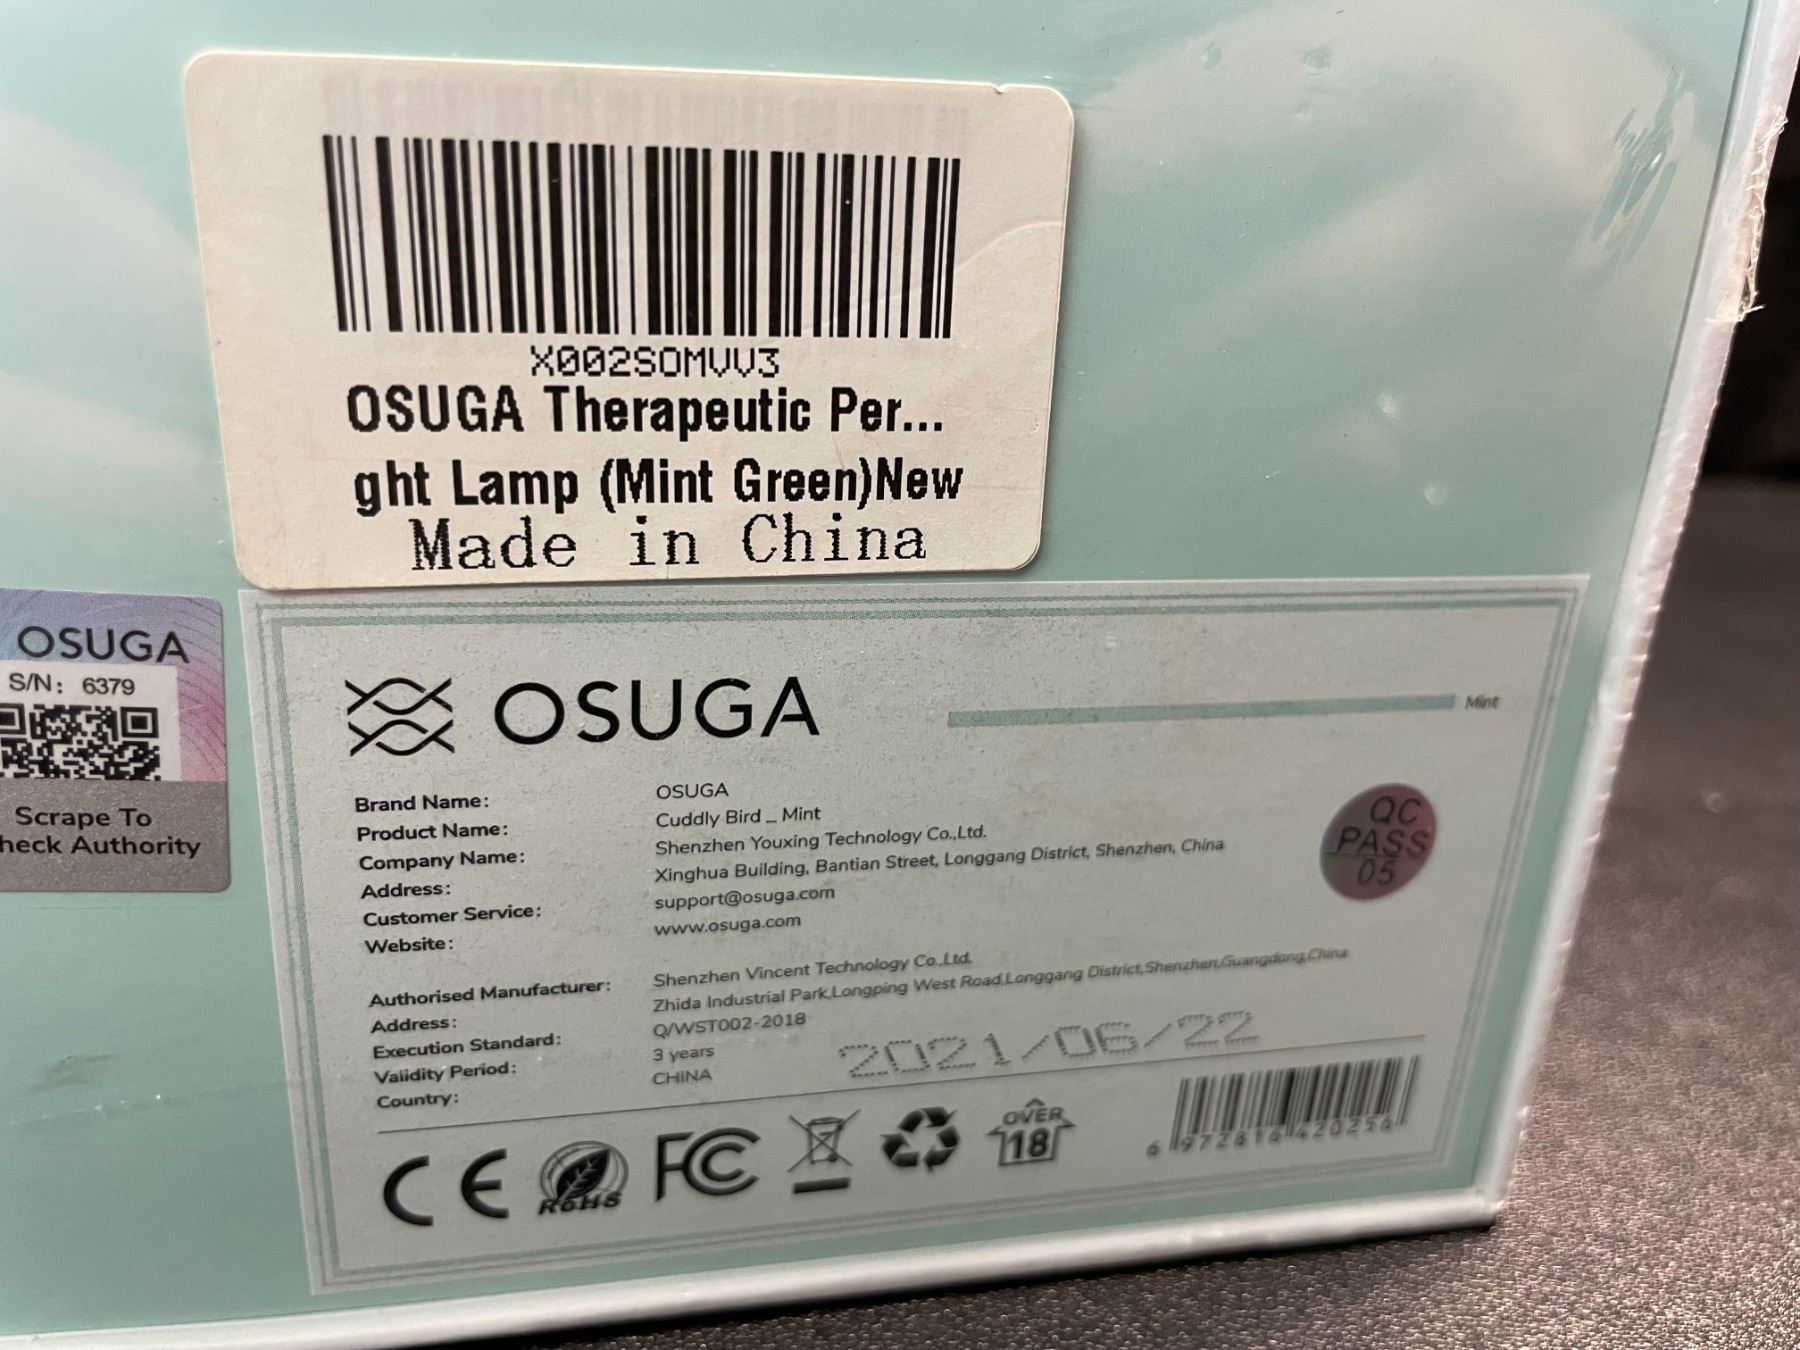 X002SOMVV3
OSUGA Therapeutic Per...
ght Lamp (Mint Green)New
Made in China
OSUGA
S/N: 6379
Scrape To
heck Authority
OSUGA
Mint
Brand Name: OSUGA
Product Name: Cuddly Bird _ Mint
Company Name: Shenzhen Youxing Technology Co.,Ltd.
Address: Xinghua Building, Bantian Street, Longgang District, Shenzhen, China
Customer Service: support@osuga.com
Website: www.osuga.com
QC
PASS
05
Authorised Manufacturer: Shenzhen Vincent Technology Co.,Ltd.
Address: Zhida Industrial Park,Longping West Road,Longgang District,Shenzhen,Guangdong,China
Execution Standard: Q/WST002-2018
Validity Period: 3 years
Country: CHINA
2021/06/22
CE
RoHS
FC
OVER
18
6 972816 420256